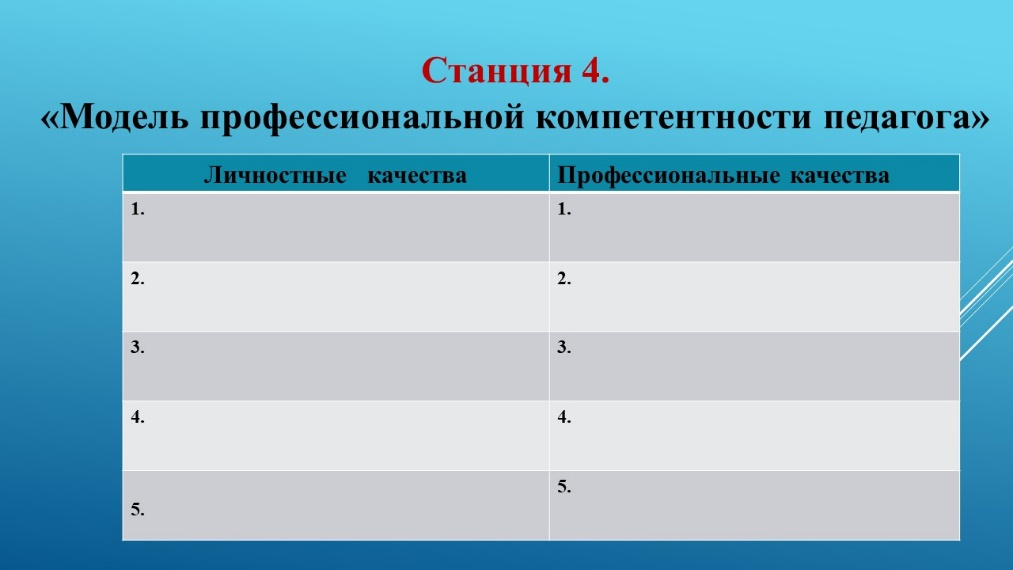 Станция 4.
«Модель профессиональной компетентности педагога»
Личностные качества Профессиональные качества
1. 1.
2. 2.
3. 3.
4. 4.
5. 5.